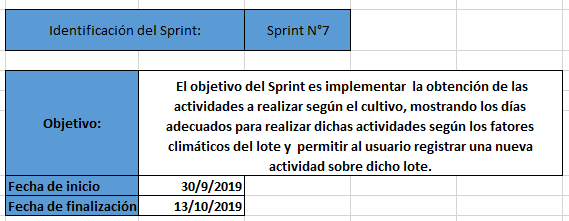 Identificación del Sprint: Sprint N°7
El objetivo del Sprint es implementar la obtención de las
actividades a realizar según el cultivo, mostrando los días
Objetivo: adecuados para realizar dichas actividades según los fatores
climáticos del lote y permitir al usuario registrar una nueva
actividad sobre dicho lote.
Fecha de inicio 30/9/2019
Fecha de finalización 13/10/2019